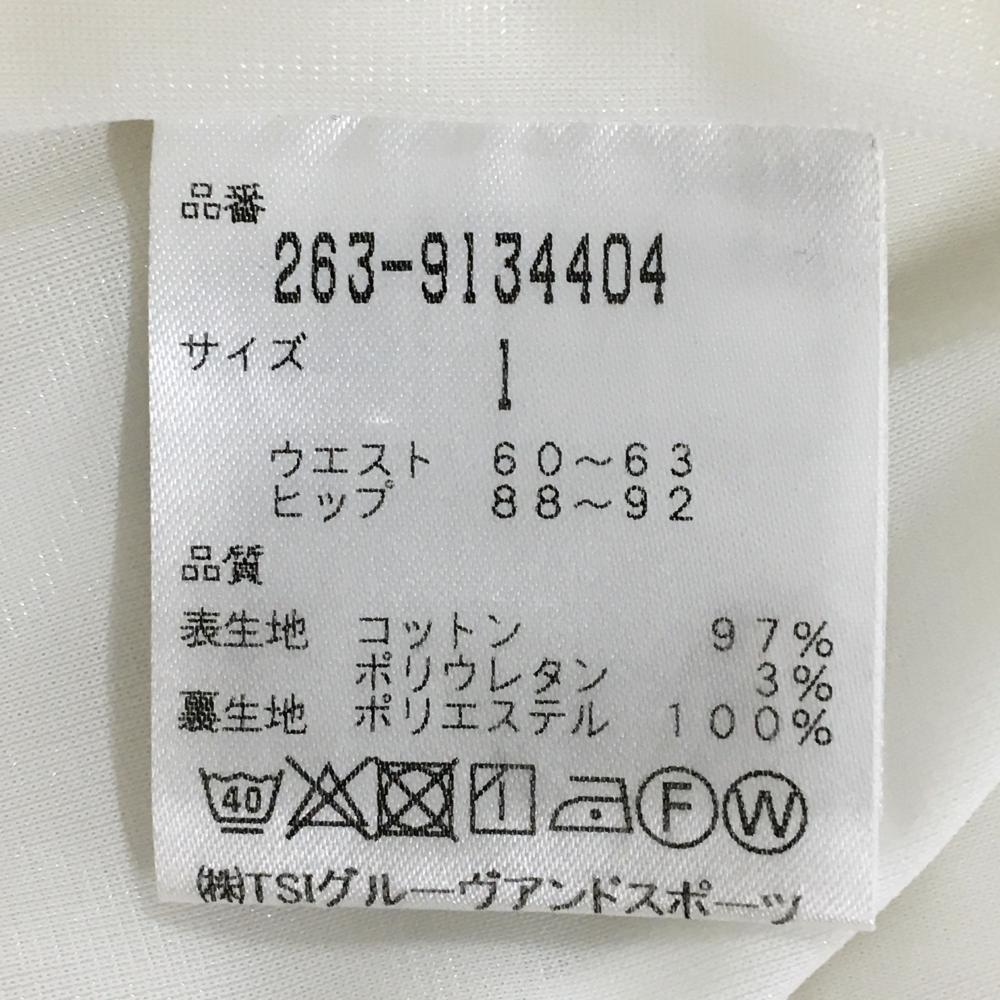 品番
263-9134404
サイズ 1
ウエスト 60～63
ヒップ 88～92
品質
表生地 コットン 97%
ポリウレタン 3%
裏生地 ポリエステル 100%
40 F W
㈱TSIグルーヴアンドスポーツ